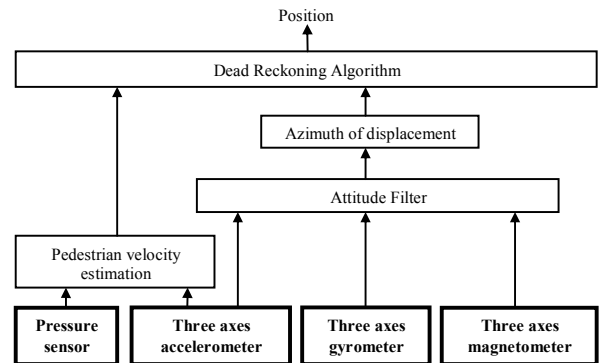 Position
Dead Reckoning Algorithm
Azimuth of displacement
Attitude Filter
Pedestrian velocity
estimation
Pressure
sensor
Three axes
accelerometer
Three axes
gyrometer
Three axes
magnetometer